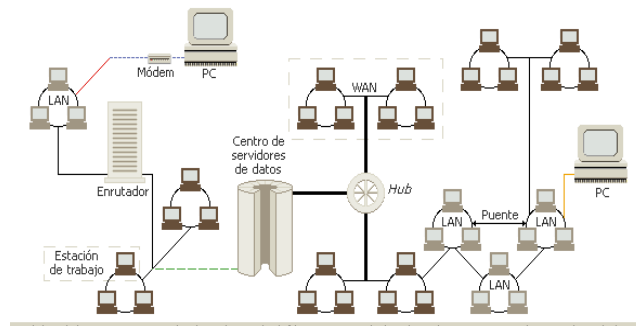 Módem
PC
LAN
WAN
Centro de
servidores
de datos
Enrutador
Hub
PC
LAN
Puente
LAN
Estación
de trabajo
LAN